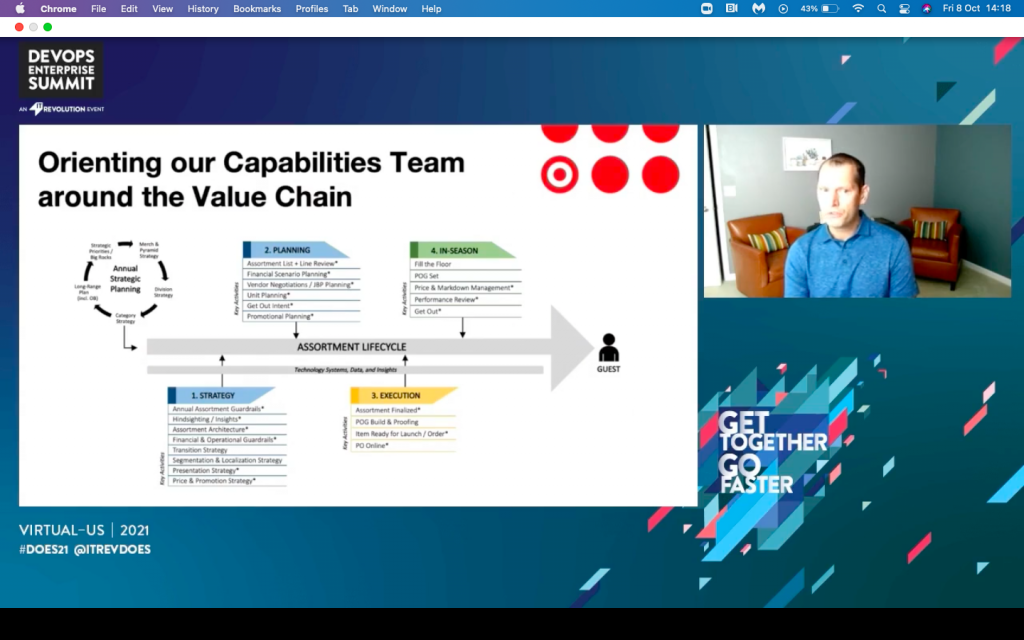 Chrome File Edit View History Bookmarks Profiles Tab Window Help 43% Fri 8 Oct 14:18
DEVOPS
ENTERPRISE
SUMMIT
AN IT REVOLUTION EVENT
Orienting our Capabilities Team
around the Value Chain
Strategic
Priorities /
Big Rocks
Merch &
Pyramid
Strategy
Annual
Strategic
Planning
Long-Range
Plan
(incl. OB)
Division
Strategy
Category
Strategy
2. PLANNING
Key Activities
Assortment List + Line Review*
Financial Scenario Planning*
Vendor Negotiations / JBP Planning*
Unit Planning*
Get Out Intent*
Promotional Planning*
4. IN-SEASON
Key Activities
Fill the Floor
POG Set
Price & Markdown Management*
Performance Review*
Get Out*
ASSORTMENT LIFECYCLE
Technology Systems, Data, and Insights
GUEST
1. STRATEGY
Key Activities
Annual Assortment Guardrails*
Hindsighting / Insights*
Assortment Architecture*
Financial & Operational Guardrails*
Transition Strategy
Segmentation & Localization Strategy
Presentation Strategy*
Price & Promotion Strategy*
3. EXECUTION
Key Activities
Assortment Finalized*
POG Build & Proofing
Item Ready for Launch / Order*
PO Online*
GET
TOGETHER
GO
FASTER
VIRTUAL-US | 2021
#DOES21 @ITREVDOES